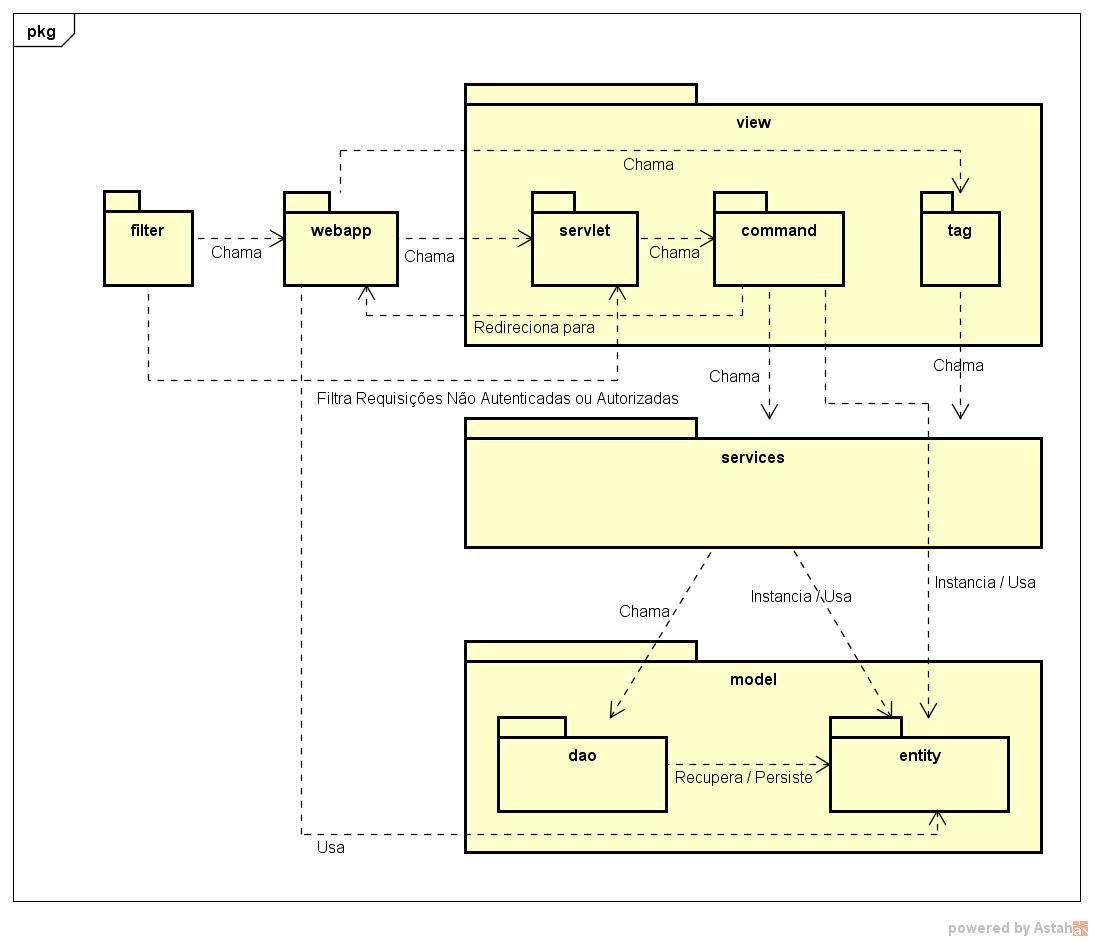 pkg
view
Chama
filter
webapp
servlet
command
tag
Chama
Chama
Chama
Redireciona para
Chama
Chama
Filtra Requisições Não Autenticadas ou Autorizadas
services
Instancia / Usa
Instancia / Usa
Chama
model
dao
entity
Recupera / Persiste
Usa
powered by Astah